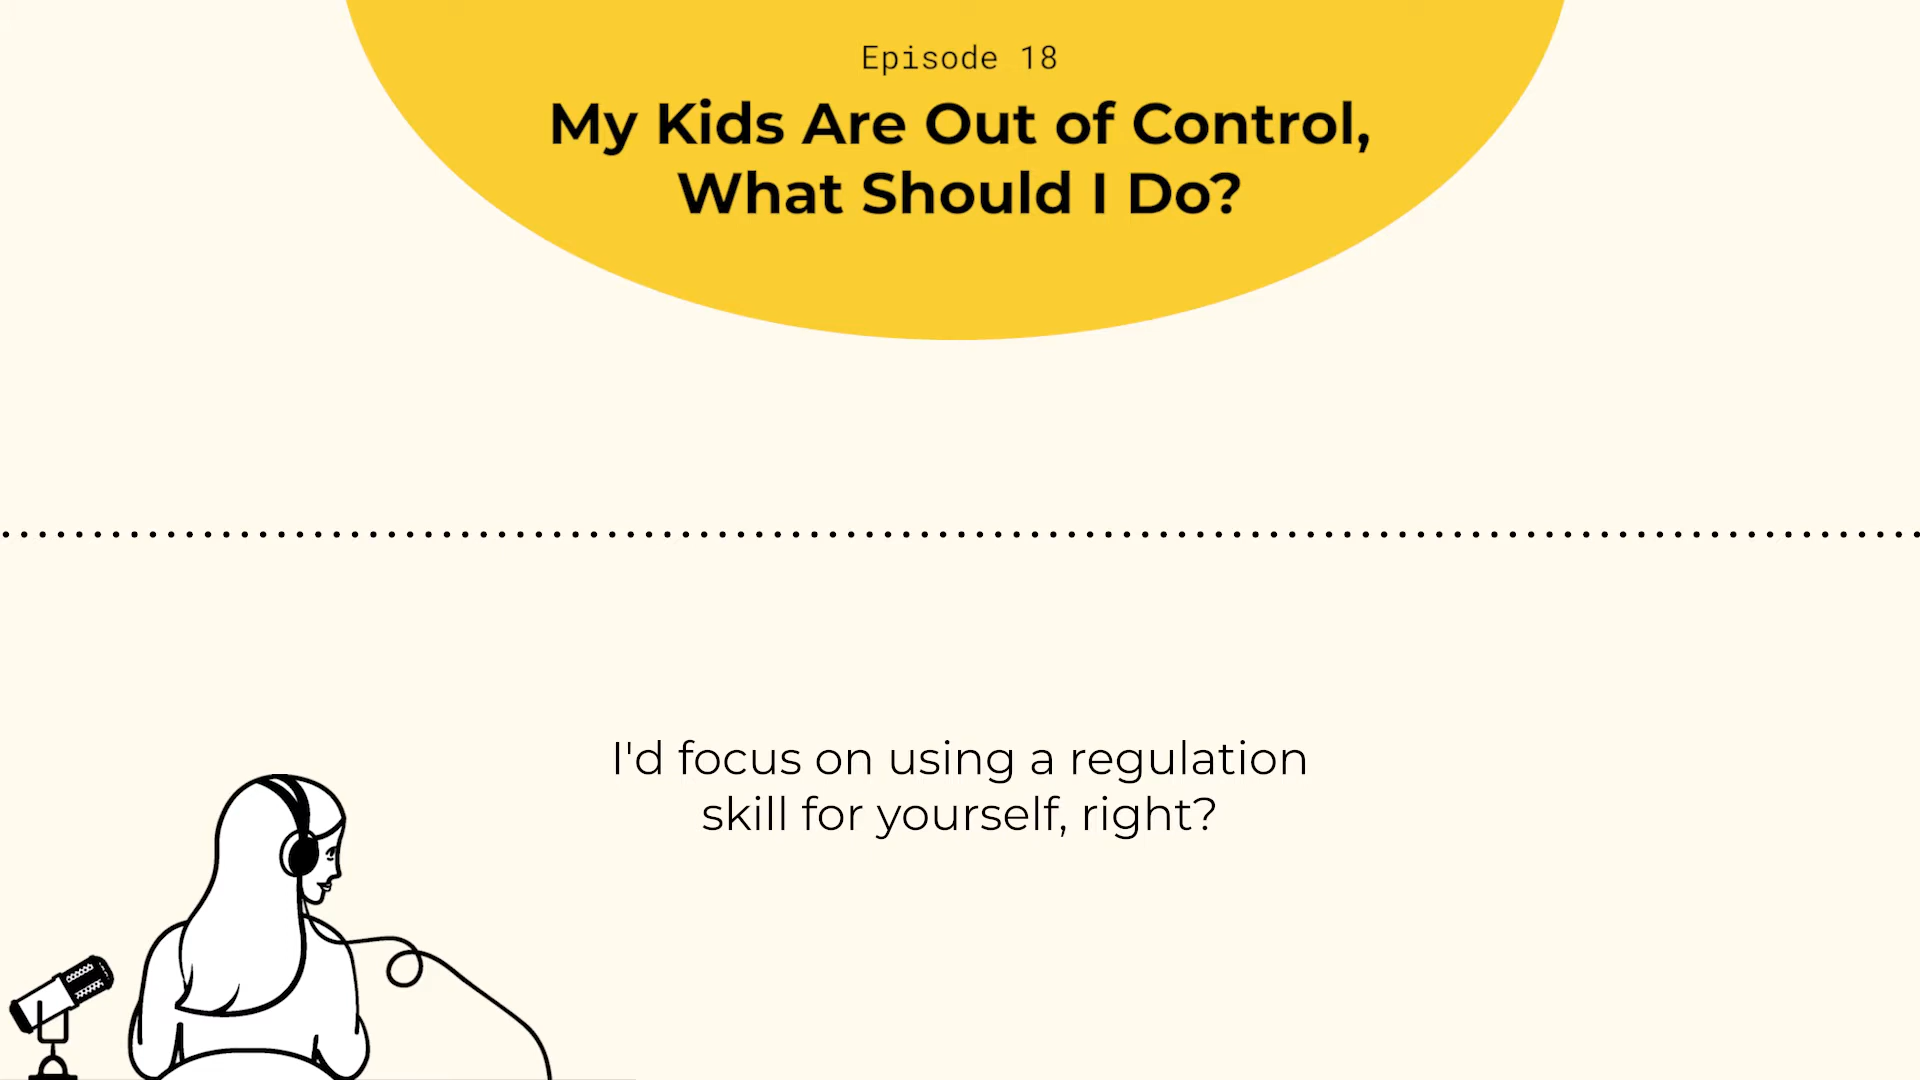 Episode 18
My Kids Are Out of Control,
What Should I Do?
I'd focus on using a regulation
skill for yourself, right?